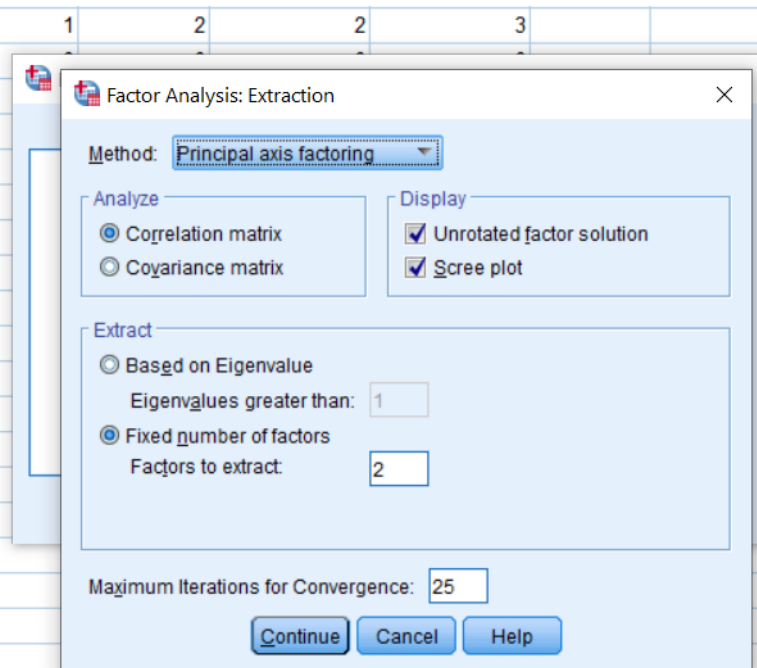 1 2 2 3
Factor Analysis: Extraction
Method: Principal axis factoring
Analyze
Correlation matrix
Covariance matrix
Display
Unrotated factor solution
Scree plot
Extract
Based on Eigenvalue
Eigenvalues greater than: 1
Fixed number of factors
Factors to extract: 2
Maximum Iterations for Convergence: 25
Continue Cancel Help